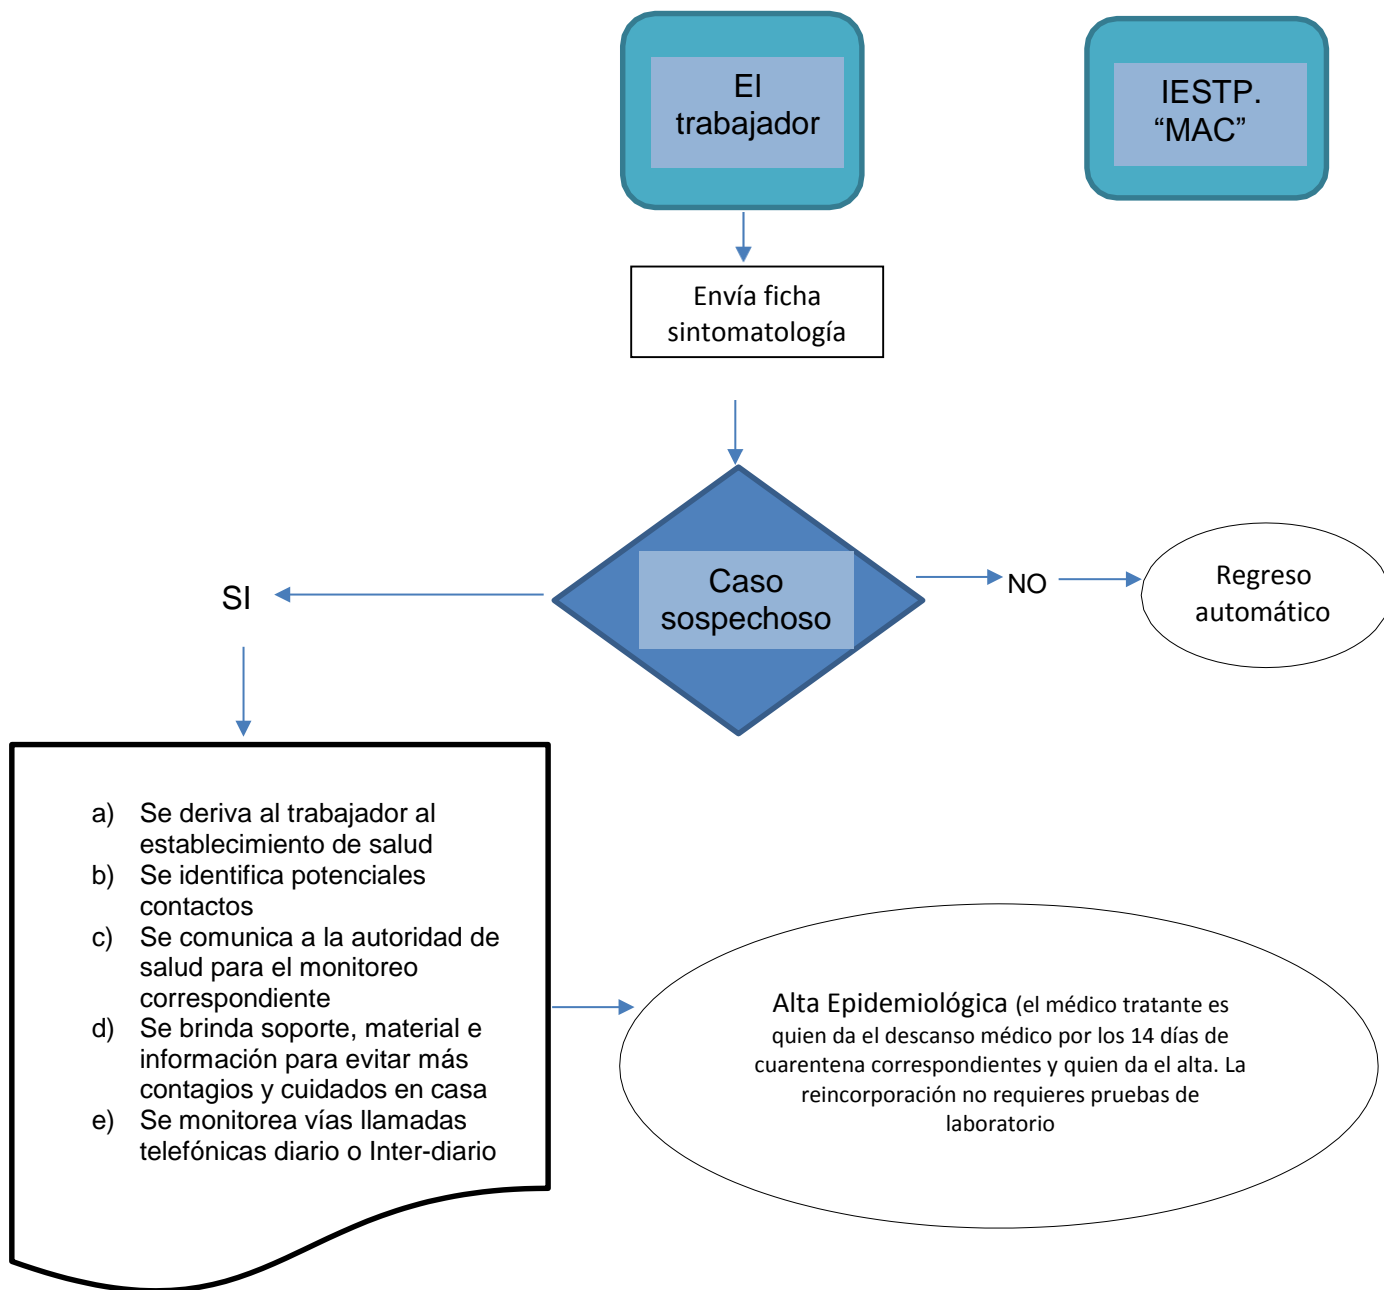 El
trabajador
IESTP.
“MAC”
Envía ficha
sintomatología
Caso
sospechoso
SI
NO
Regreso
automático
a) Se deriva al trabajador al
establecimiento de salud
b) Se identifica potenciales
contactos
c) Se comunica a la autoridad de
salud para el monitoreo
correspondiente
d) Se brinda soporte, material e
información para evitar más
contagios y cuidados en casa
e) Se monitorea vías llamadas
telefónicas diario o Inter-diario
Alta Epidemiológica (el médico tratante es
quien da el descanso médico por los 14 días de
cuarentena correspondientes y quien da el alta. La
reincorporación no requieres pruebas de
laboratorio